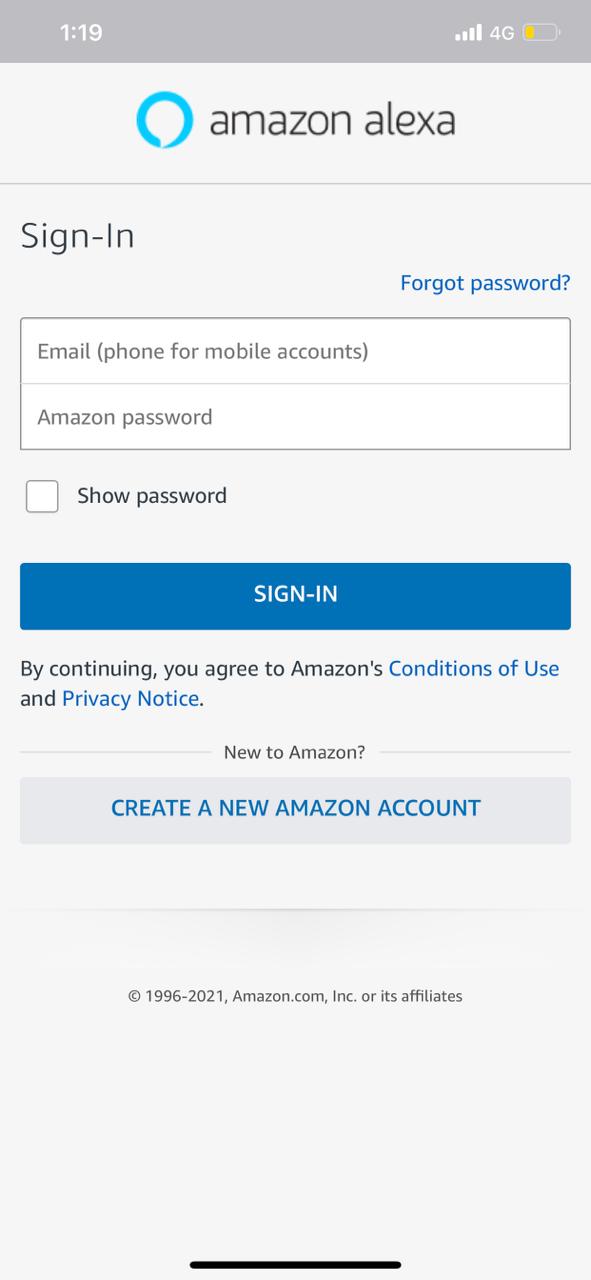 1:19
4G
amazon alexa
Sign-In
Forgot password?
Email (phone for mobile accounts)
Amazon password
Show password
SIGN-IN
By continuing, you agree to Amazon's Conditions of Use
and Privacy Notice.
New to Amazon?
CREATE A NEW AMAZON ACCOUNT
© 1996-2021, Amazon.com, Inc. or its affiliates